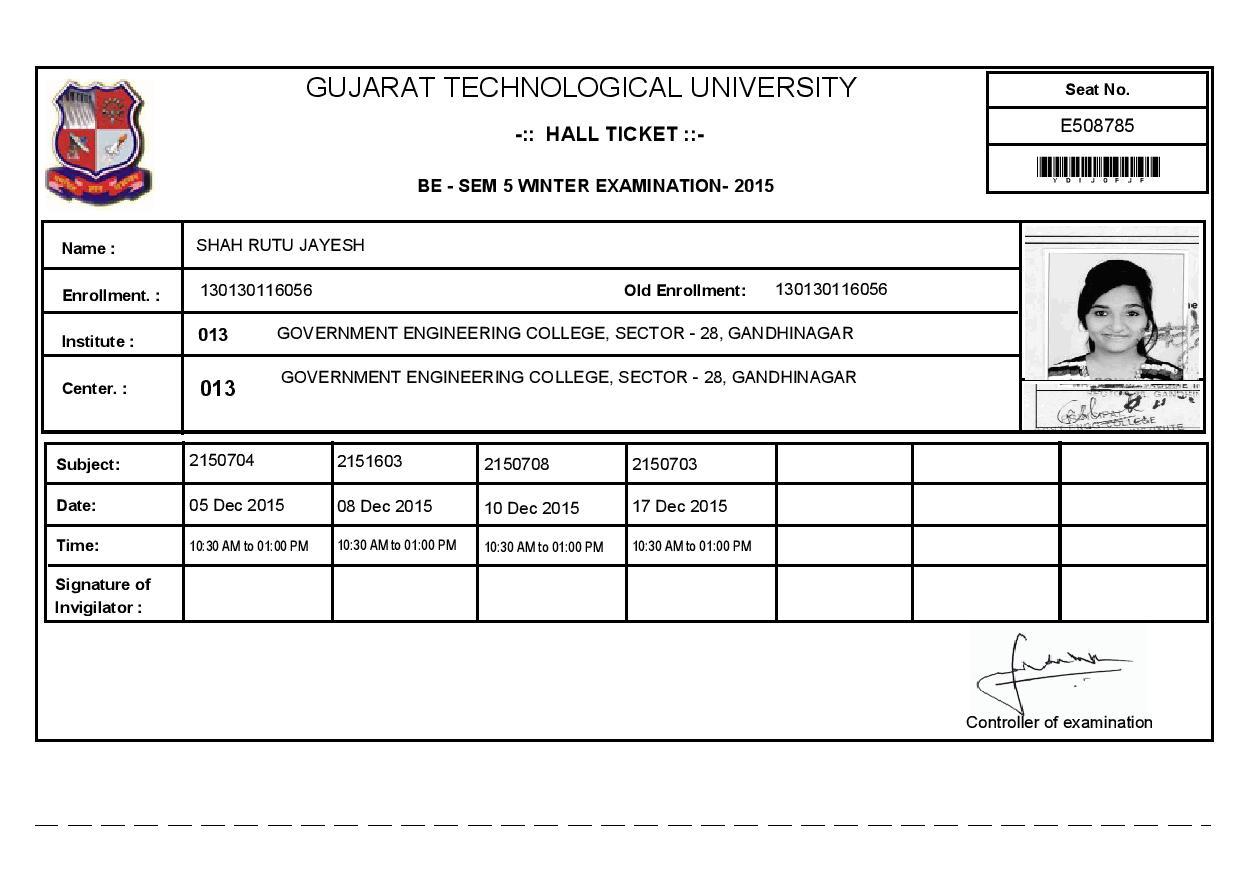 GUJARAT TECHNOLOGICAL UNIVERSITY
-:: HALL TICKET ::-
BE - SEM 5 WINTER EXAMINATION- 2015
Seat No.
E508785
Y D I J O F J F
Name : SHAH RUTU JAYESH
Enrollment. : 130130116056 Old Enrollment: 130130116056
Institute : 013 GOVERNMENT ENGINEERING COLLEGE, SECTOR - 28, GANDHINAGAR
Center. : 013 GOVERNMENT ENGINEERING COLLEGE, SECTOR - 28, GANDHINAGAR
COLLEGE
Subject: 2150704 2151603 2150708 2150703
Date: 05 Dec 2015 08 Dec 2015 10 Dec 2015 17 Dec 2015
Time: 10:30 AM to 01:00 PM 10:30 AM to 01:00 PM 10:30 AM to 01:00 PM 10:30 AM to 01:00 PM
Signature of
Invigilator :
Controller of examination